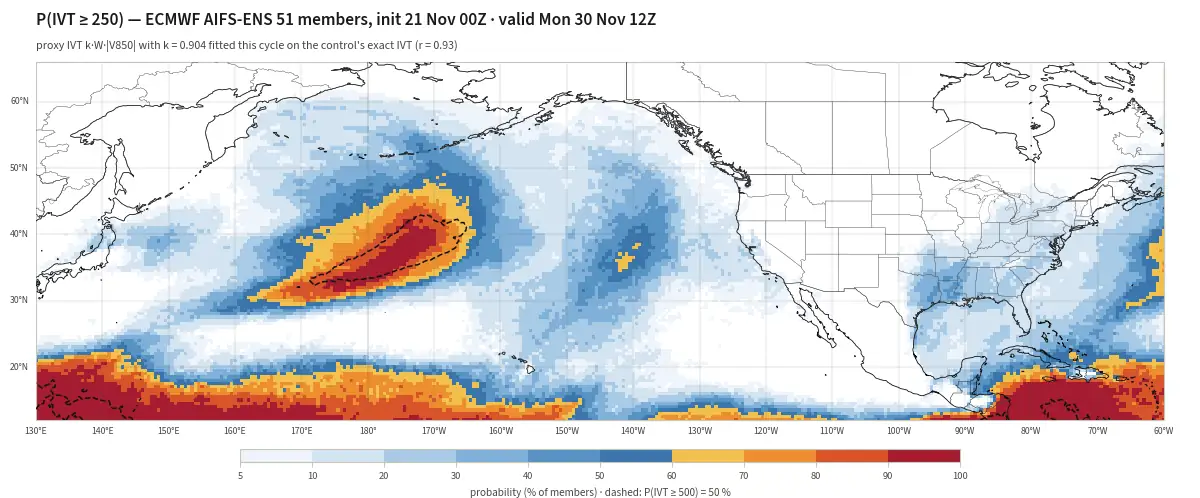 P(IVT ≥ 250) — ECMWF AIFS-ENS 51 members, init 21 Nov 00Z · valid Mon 30 Nov 12Z
proxy IVT k·W·|V850| with k = 0.904 fitted this cycle on the control's exact IVT (r = 0.93)
60°N
50°N
40°N
30°N
20°N
130°E 140°E 150°E 160°E 170°E 180° 170°W 160°W 150°W 140°W 130°W 120°W 110°W 100°W 90°W 80°W 70°W 60°W
5 10 20 30 40 50 60 70 80 90 100
probability (% of members) · dashed: P(IVT ≥ 500) = 50 %